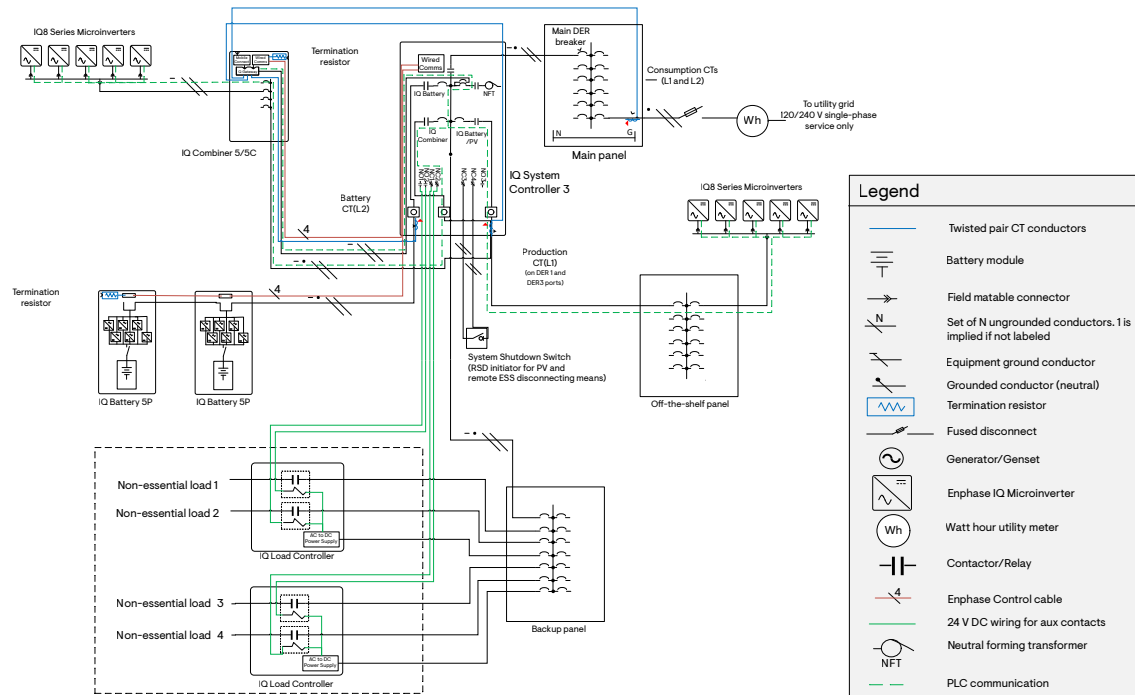 IQ8 Series Microinverters
Termination
resistor
Wired
Comms
IQ Combiner 5/5C
Wired
Comms
IQ Battery
NFT
IQ
Combiner
IQ Battery
/PV
NO1
NO2
NC1
NC2
NC3
IQ System
Controller 3
Main DER
breaker
N
G
Main panel
Consumption CTs
(L1 and L2)
Wh
To utility grid
120/240 V single-phase
service only
IQ8 Series Microinverters
Battery
CT(L2)
4
Production
CT(L1)
(on DER 1 and
DER3 ports)
Termination
resistor
4
IQ Battery 5P
IQ Battery 5P
System Shutdown Switch
(RSD initiator for PV and
remote ESS disconnecting means)
Off-the-shelf panel
Non-essential load 1
Non-essential load 2
AC to DC
Power Supply
IQ Load Controller
Non-essential load 3
Non-essential load 4
AC to DC
Power Supply
IQ Load Controller
Backup panel
Legend
Twisted pair CT conductors
Battery module
Field matable connector
N
Set of N ungrounded conductors. 1 is
implied if not labeled
Equipment ground conductor
Grounded conductor (neutral)
Termination resistor
Fused disconnect
Generator/Genset
Enphase IQ Microinverter
Wh
Watt hour utility meter
Contactor/Relay
4
Enphase Control cable
24 V DC wiring for aux contacts
Neutral forming transformer
NFT
PLC communication